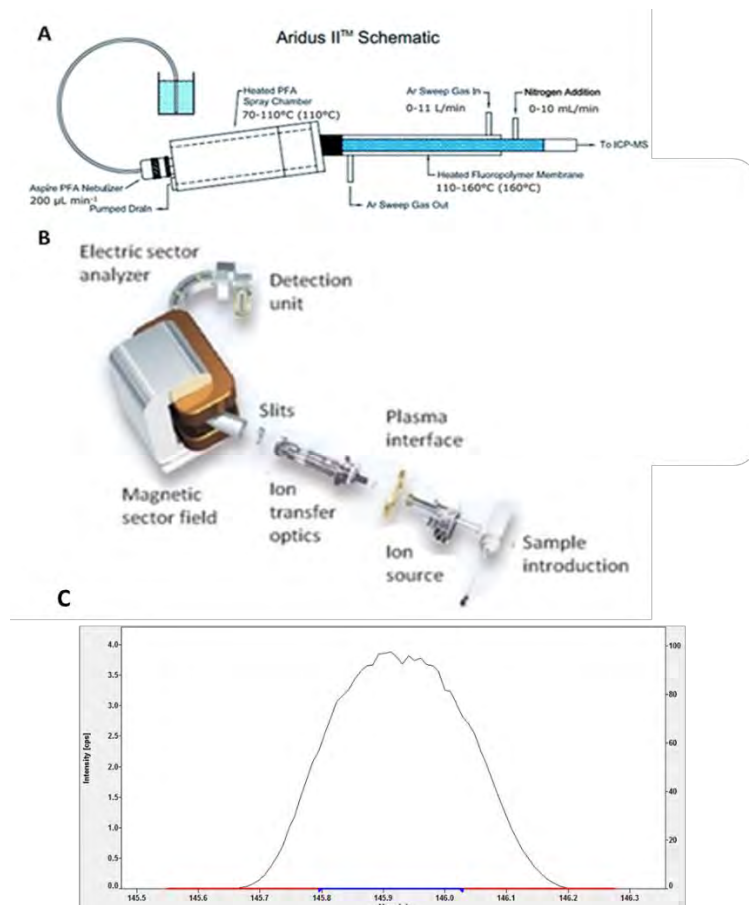 A
Aridus II™ Schematic
Heated PFA
Spray Chamber
70-110°C (110°C)
Ar Sweep Gas In
0-11 L/min
Nitrogen Addition
0-10 mL/min
To ICP-MS
Aspire PFA Nebulizer
200 µL min⁻¹
Pumped Drain
Heated Fluoropolymer Membrane
110-160°C (160°C)
Ar Sweep Gas Out
B
Electric sector
analyzer
Detection
unit
Slits
Plasma
interface
Magnetic
sector field
Ion
transfer
optics
Ion
source
Sample
introduction
C
Intensity [cps]
4.0
3.5
3.0
2.5
2.0
1.5
1.0
0.5
0.0
100
80
60
40
20
0
145.5 145.6 145.7 145.8 145.9 146.0 146.1 146.2 146.3